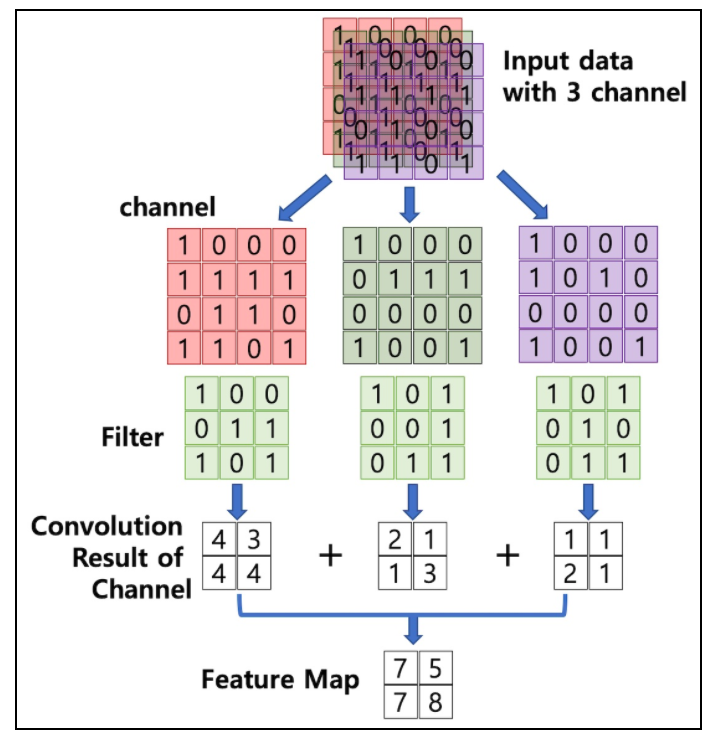 Input data
with 3 channel
channel
1 0 0 0 1 0 0 0 1 0 0 0
1 1 1 1 0 1 1 1 1 0 1 0
0 1 1 0 0 0 0 0 0 0 0 0
1 1 0 1 1 0 0 1 1 0 0 1
1 0 0 1 0 1 1 0 1
Filter
0 1 1 0 0 1 0 1 0
1 0 1 0 1 1 0 1 1
Convolution
Result of
Channel
4 3 2 1 1 1
+ +
4 4 1 3 2 1
Feature Map
7 5
7 8